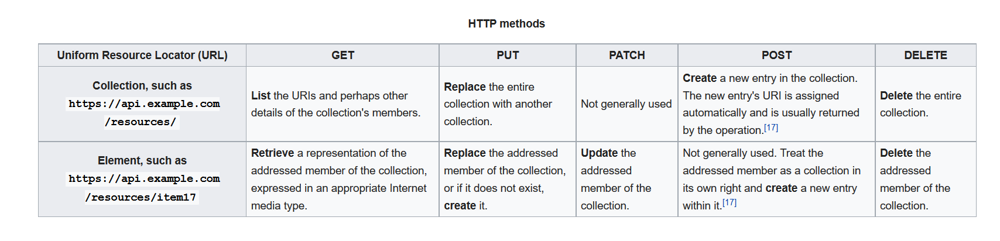 HTTP methods
Uniform Resource Locator (URL)
GET
PUT
PATCH
POST
DELETE
Collection, such as
https://api.example.com
/resources/
List the URIs and perhaps other
details of the collection's members.
Replace the entire
collection with another
collection.
Not generally used
Create a new entry in the collection.
The new entry's URI is assigned
automatically and is usually returned
by the operation.[17]
Delete the entire
collection.
Element, such as
https://api.example.com
/resources/item17
Retrieve a representation of the
addressed member of the collection,
expressed in an appropriate Internet
media type.
Replace the addressed
member of the collection,
or if it does not exist,
create it.
Update the
addressed
member of the
collection.
Not generally used. Treat the
addressed member as a collection in
its own right and create a new entry
within it.[17]
Delete the
addressed
member of the
collection.